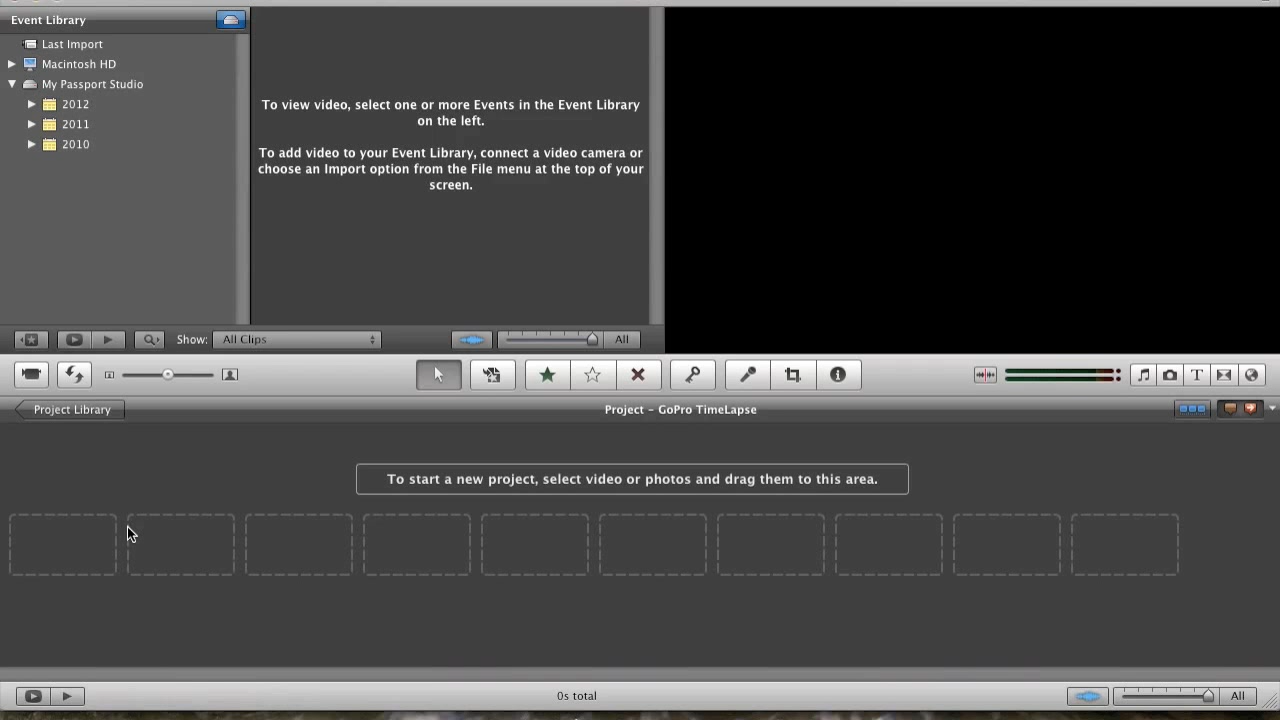 Event Library
Last Import
Macintosh HD
My Passport Studio
2012
2011
2010
To view video, select one or more Events in the Event Library
on the left.
To add video to your Event Library, connect a video camera or
choose an Import option from the File menu at the top of your
screen.
Show:
All Clips
All
T
Project Library
Project - GoPro TimeLapse
To start a new project, select video or photos and drag them to this area.
0s total
All